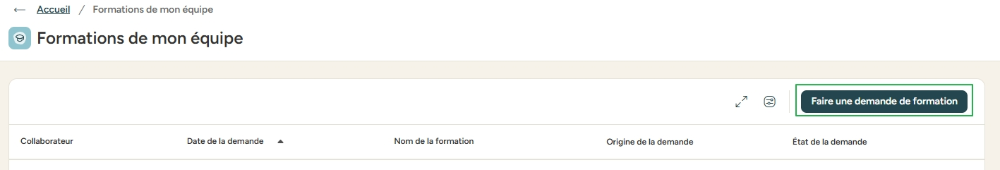 Accueil / Formations de mon équipe
Formations de mon équipe
Faire une demande de formation
Collaborateur Date de la demande Nom de la formation Origine de la demande État de la demande